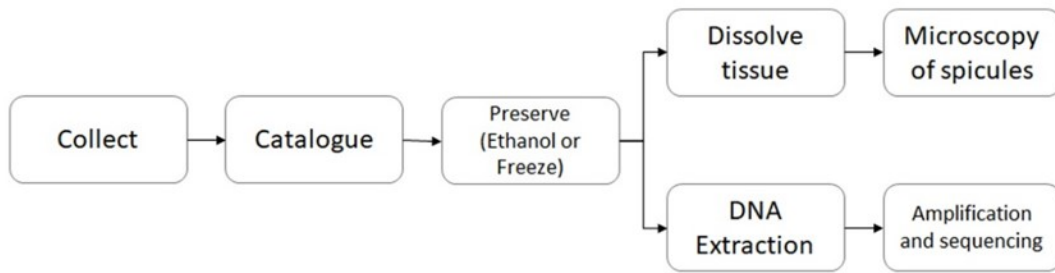 Collect
Catalogue
Preserve
(Ethanol or
Freeze)
Dissolve
tissue
Microscopy
of spicules
DNA
Extraction
Amplification
and sequencing